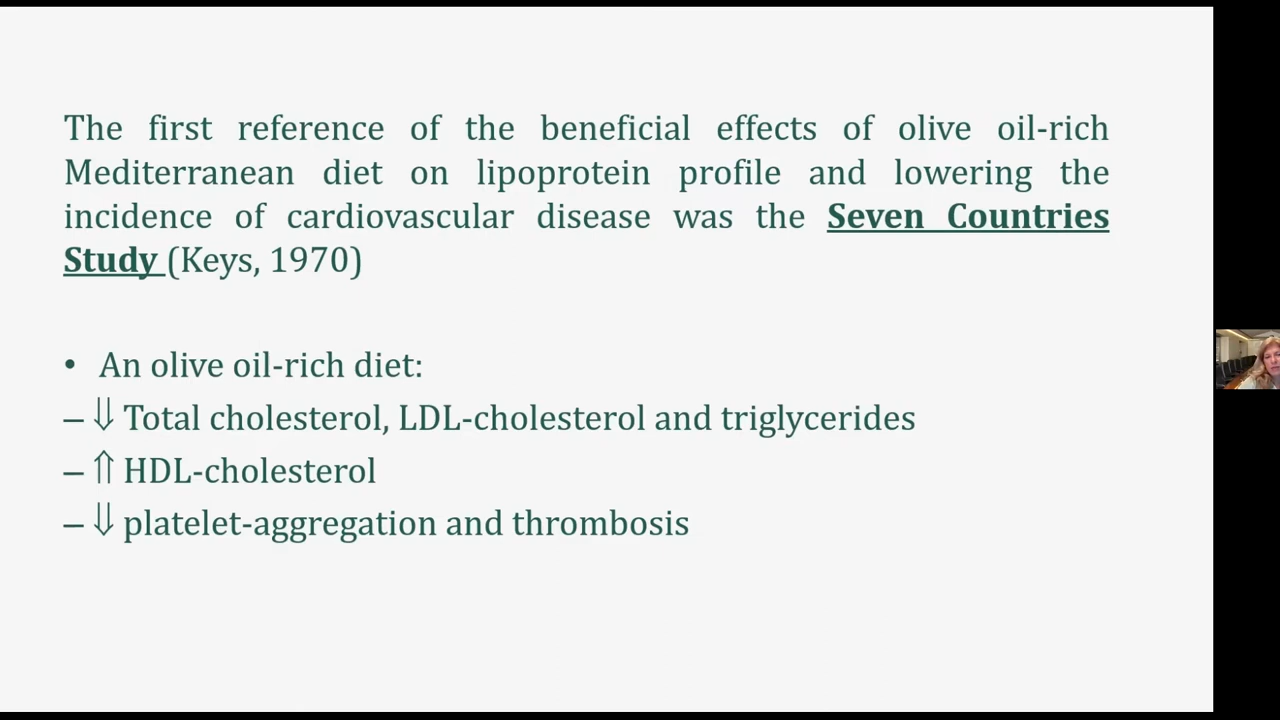 The first reference of the beneficial effects of olive oil-rich
Mediterranean diet on lipoprotein profile and lowering the
incidence of cardiovascular disease was the Seven Countries
Study (Keys, 1970)
• An olive oil-rich diet:
– ⇓ Total cholesterol, LDL-cholesterol and triglycerides
– ⇑ HDL-cholesterol
– ⇓ platelet-aggregation and thrombosis